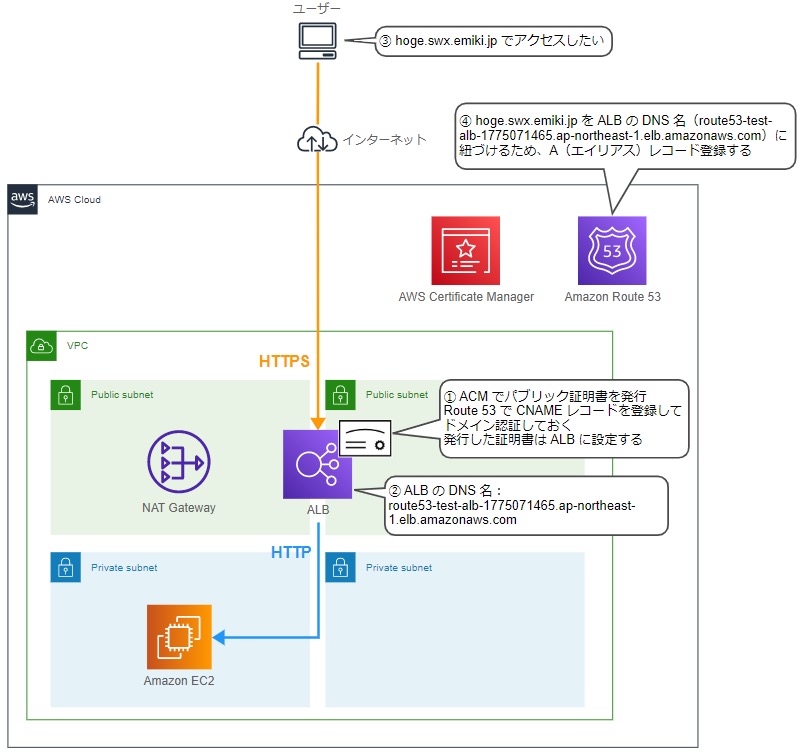 ユーザー
③ hoge.swx.emiki.jp でアクセスしたい
インターネット
④ hoge.swx.emiki.jp を ALB の DNS 名（route53-test-
alb-1775071465.ap-northeast-1.elb.amazonaws.com）に
紐づけるため、A（エイリアス）レコード登録する
aws
AWS Cloud
53
AWS Certificate Manager
Amazon Route 53
VPC
HTTPS
Public subnet
Public subnet
① ACM でパブリック証明書を発行
Route 53 で CNAME レコードを登録して
ドメイン認証しておく
発行した証明書は ALB に設定する
NAT Gateway
ALB
② ALB の DNS 名：
route53-test-alb-1775071465.ap-northeast-
1.elb.amazonaws.com
HTTP
Private subnet
Private subnet
Amazon EC2